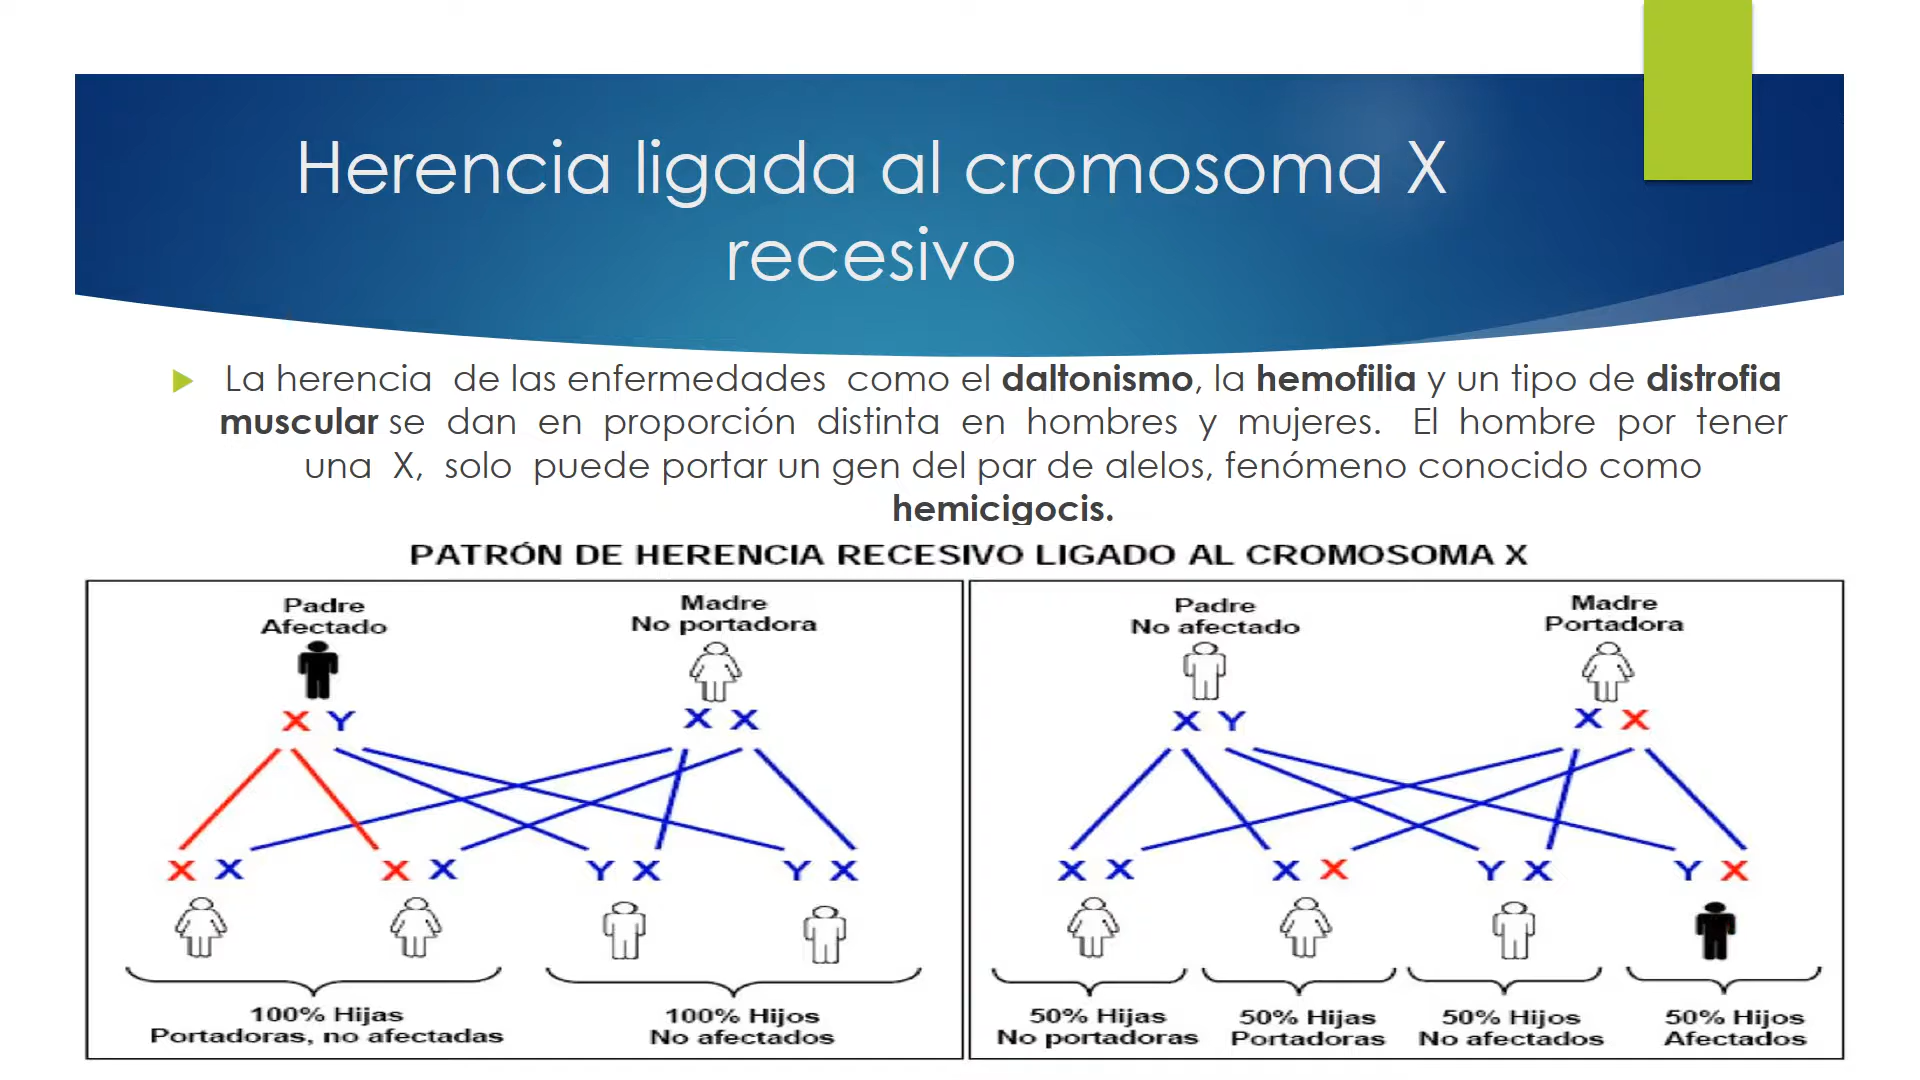 Herencia ligada al cromosoma X
recesivo
La herencia de las enfermedades como el daltonismo, la hemofilia y un tipo de distrofia
muscular se dan en proporción distinta en hombres y mujeres. El hombre por tener
una X, solo puede portar un gen del par de alelos, fenómeno conocido como
hemicigocis.
PATRÓN DE HERENCIA RECESIVO LIGADO AL CROMOSOMA X
Padre
Afectado
Madre
No portadora
X Y
X X
X X
X X
Y X
Y X
100% Hijas
Portadoras, no afectadas
100% Hijos
No afectados
Padre
No afectado
Madre
Portadora
X Y
X X
X X
X X
Y X
Y X
50% Hijas
No portadoras
50% Hijas
Portadoras
50% Hijos
No afectados
50% Hijos
Afectados